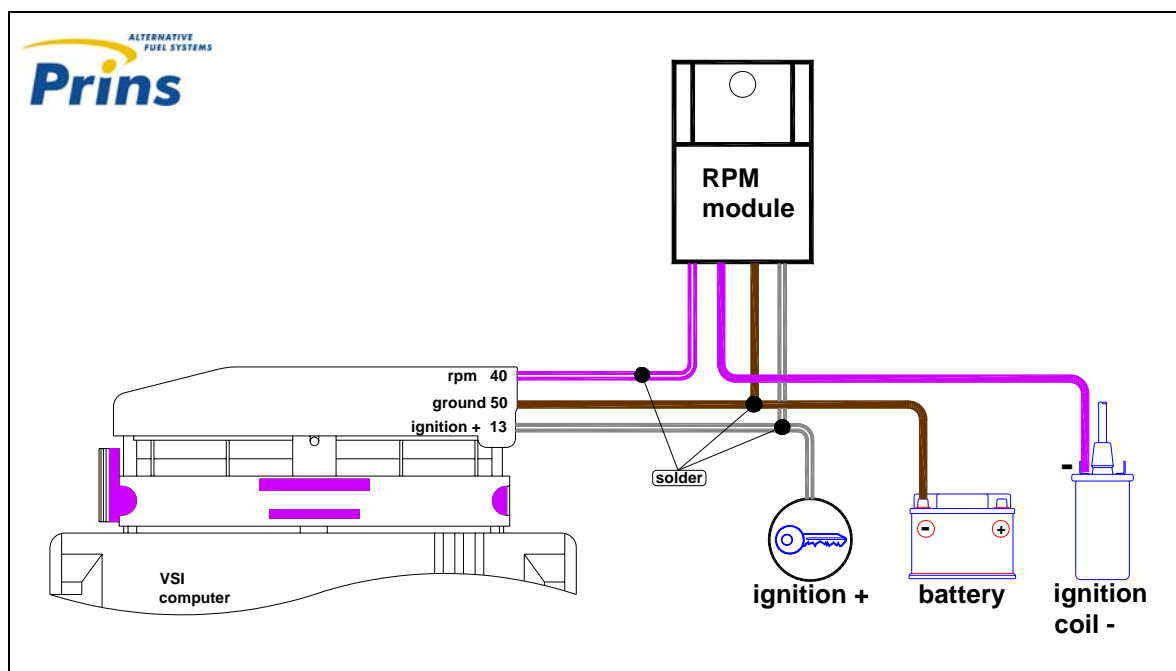 ALTERNATIVE
FUEL SYSTEMS
Prins
RPM
module
rpm 40
ground 50
ignition + 13
solder
-
- +
VSI
computer
ignition +
battery
ignition
coil -